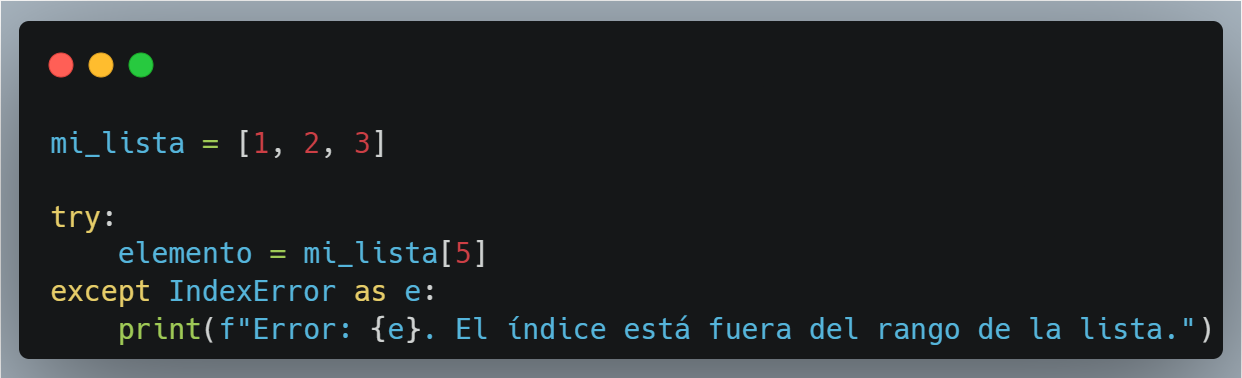 mi_lista = [1, 2, 3]
try:
    elemento = mi_lista[5]
except IndexError as e:
    print(f"Error: {e}. El índice está fuera del rango de la lista.")